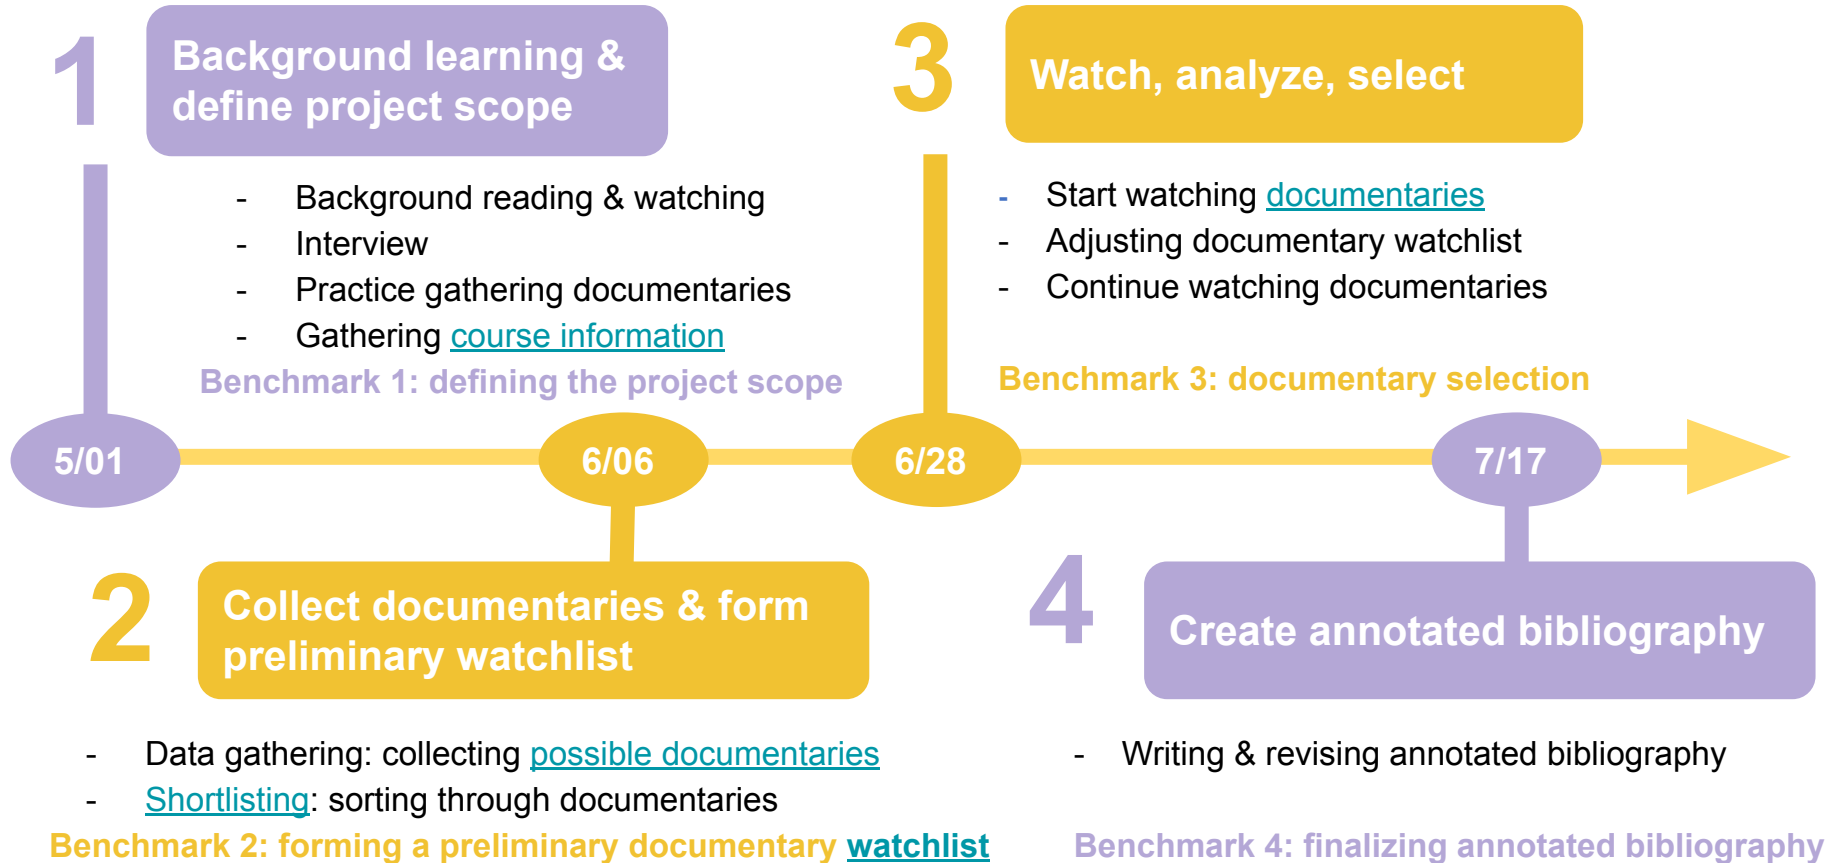 1
Background learning &
define project scope
- Background reading & watching
- Interview
- Practice gathering documentaries
- Gathering course information
Benchmark 1: defining the project scope
3
Watch, analyze, select
- Start watching documentaries
- Adjusting documentary watchlist
- Continue watching documentaries
Benchmark 3: documentary selection
5/01
6/06
6/28
7/17
2
Collect documentaries & form
preliminary watchlist
- Data gathering: collecting possible documentaries
- Shortlisting: sorting through documentaries
Benchmark 2: forming a preliminary documentary watchlist
4
Create annotated bibliography
- Writing & revising annotated bibliography
Benchmark 4: finalizing annotated bibliography